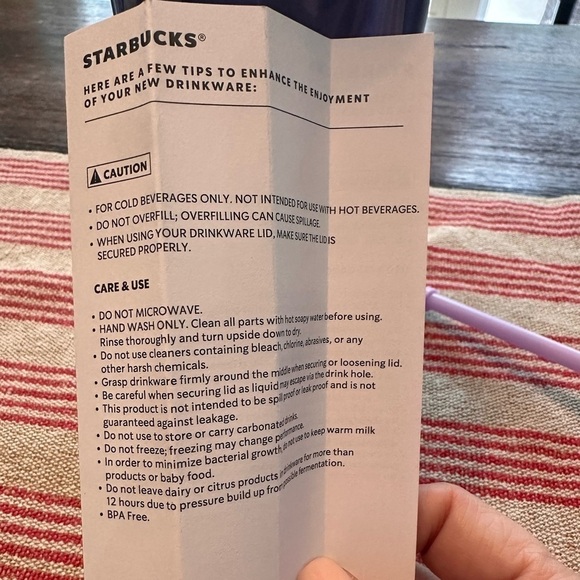 STARBUCKS®
HERE ARE A FEW TIPS TO ENHANCE THE ENJOYMENT
OF YOUR NEW DRINKWARE:
CAUTION
• FOR COLD BEVERAGES ONLY. NOT INTENDED FOR USE WITH HOT BEVERAGES.
• DO NOT OVERFILL; OVERFILLING CAN CAUSE SPILLAGE.
• WHEN USING YOUR DRINKWARE LID, MAKE SURE THE LID IS
SECURED PROPERLY.
CARE & USE
• DO NOT MICROWAVE.
• HAND WASH ONLY. Clean all parts with hot soapy water before using.
Rinse thoroughly and turn upside down to dry.
• Do not use cleaners containing bleach, chlorine, abrasives, or any
other harsh chemicals.
• Grasp drinkware firmly around the middle when securing or loosening lid.
• Be careful when securing lid as liquid may escape via the drink hole.
• This product is not intended to be spill proof or leak proof and is not
guaranteed against leakage.
• Do not use to store or carry carbonated drinks.
• Do not freeze; freezing may change performance.
• In order to minimize bacterial growth, do not use to keep warm milk
products or baby food.
• Do not leave dairy or citrus products in drinkware for more than
12 hours due to pressure build up from possible fermentation.
• BPA Free.